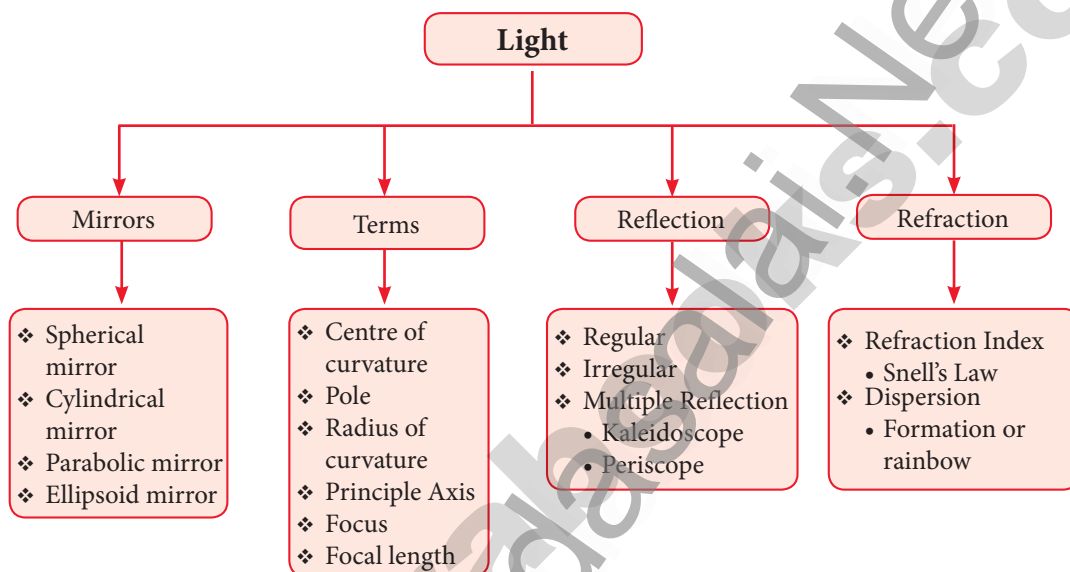 Light
Mirrors
Terms
Reflection
Refraction
❖ Spherical
mirror
❖ Cylindrical
mirror
❖ Parabolic mirror
❖ Ellipsoid mirror
❖ Centre of
curvature
❖ Pole
❖ Radius of
curvature
❖ Principle Axis
❖ Focus
❖ Focal length
❖ Regular
❖ Irregular
❖ Multiple Reflection
• Kaleidoscope
• Periscope
❖ Refraction Index
• Snell's Law
❖ Dispersion
• Formation or
rainbow